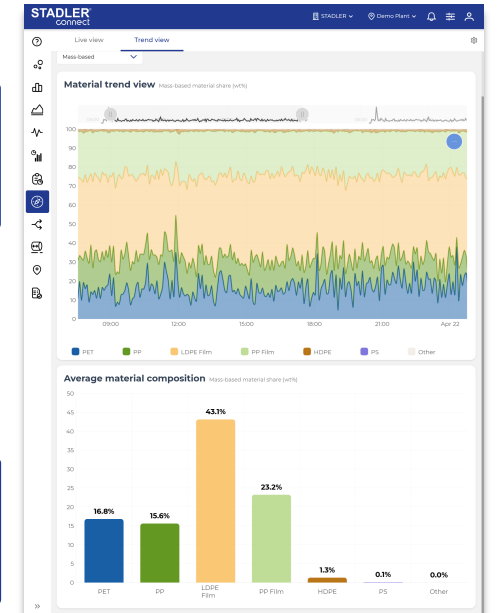 STADLER®
connect
STADLER
Demo Plant
Live view
Trend view
Mass-based
Material trend view Mass-based material share (wt%)
100
90
80
70
60
50
40
30
20
10
0
09:00 12:00 15:00 18:00 21:00 Apr 22
PET PP LDPE Film PP Film HDPE PS Other
Average material composition Mass-based material share (wt%)
50
45
40
35
30
25
20
15
10
5
0
16.8%
15.6%
43.1%
23.2%
1.3%
0.1%
0.0%
PET PP LDPE Film PP Film HDPE PS Other